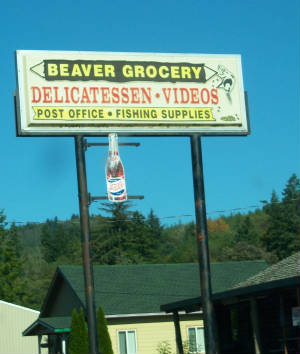 BEAVER GROCERY
DELICATESSEN • VIDEOS
POST OFFICE • FISHING SUPPLIES